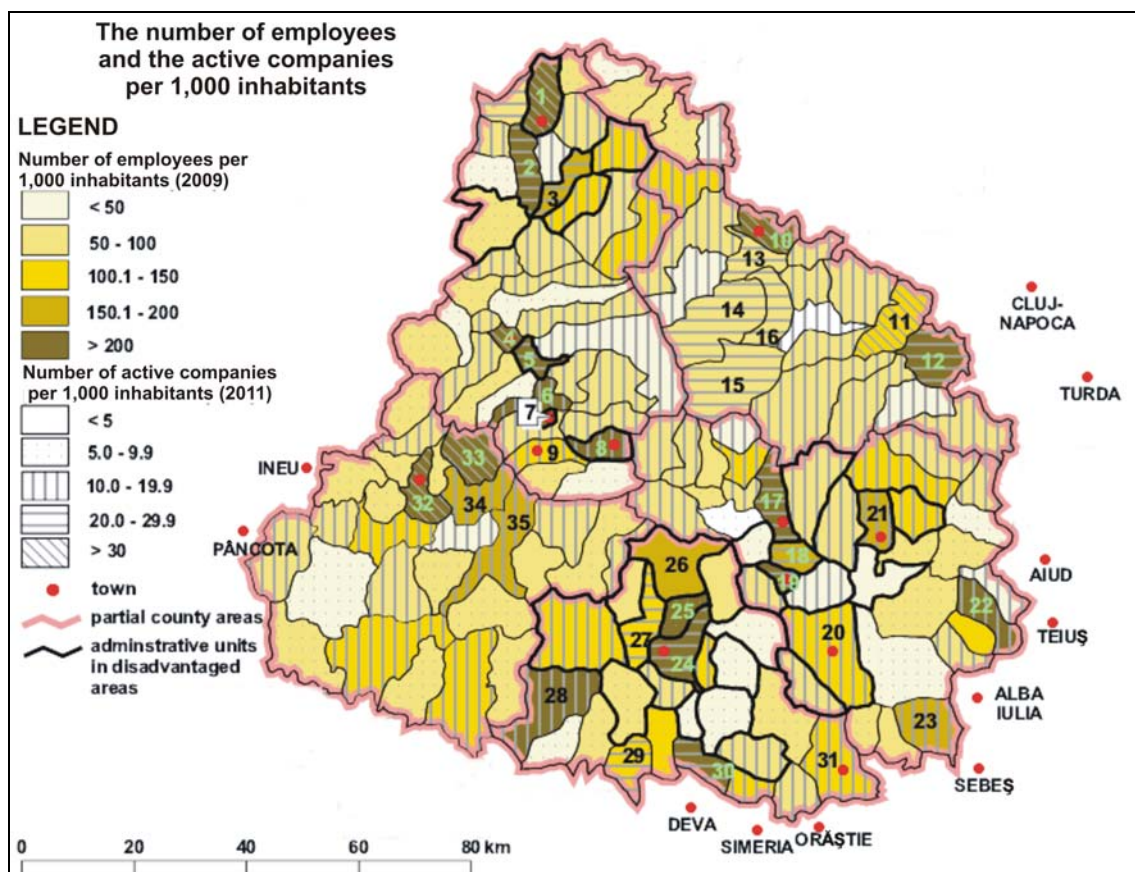 The number of employees
and the active companies
per 1,000 inhabitants
LEGEND
Number of employees per
1,000 inhabitants (2009)
< 50
50 - 100
100.1 - 150
150.1 - 200
> 200
Number of active companies
per 1,000 inhabitants (2011)
< 5
5.0 - 9.9
10.0 - 19.9
20.0 - 29.9
> 30
town
partial county areas
adminstrative units
in disadvantaged
areas
1
2
3
10
13
14
11
16
12
4
5
15
6
7
9
8
33
32
34
35
17
21
18
19
26
25
22
27
24
20
28
23
29
30
31
CLUJ-
NAPOCA
TURDA
INEU
PÂNCOTA
AIUD
TEIUŞ
ALBA
IULIA
SEBEŞ
DEVA
SIMERIA
ORĂŞTIE
0 20 40 60 80 km